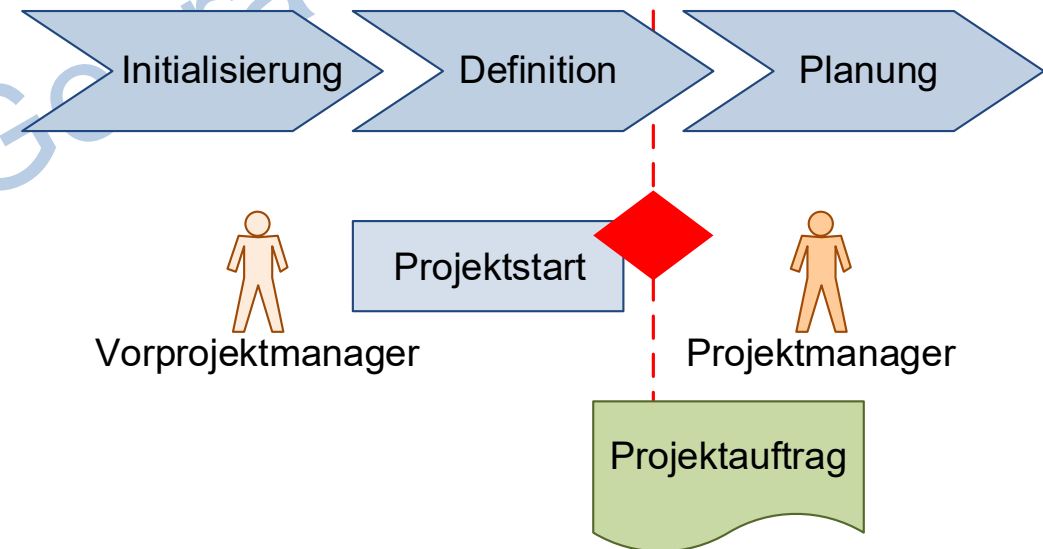 Initialisierung
Definition
Planung
Projektstart
Vorprojektmanager
Projektmanager
Projektauftrag